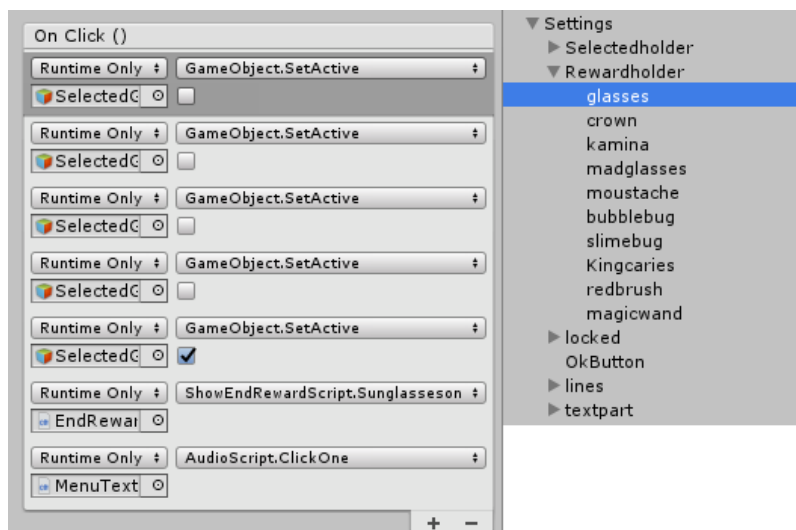 On Click ()
Runtime Only GameObject.SetActive
SelectedG
Runtime Only GameObject.SetActive
SelectedG
Runtime Only GameObject.SetActive
SelectedG
Runtime Only GameObject.SetActive
SelectedG
Runtime Only GameObject.SetActive
SelectedG
Runtime Only ShowEndRewardScript.Sunglasseson
EndRewar
Runtime Only AudioScript.ClickOne
MenuText
+ −
Settings
Selectedholder
Rewardholder
glasses
crown
kamina
madglasses
moustache
bubblebug
slimebug
Kingcaries
redbrush
magicwand
locked
OkButton
lines
textpart